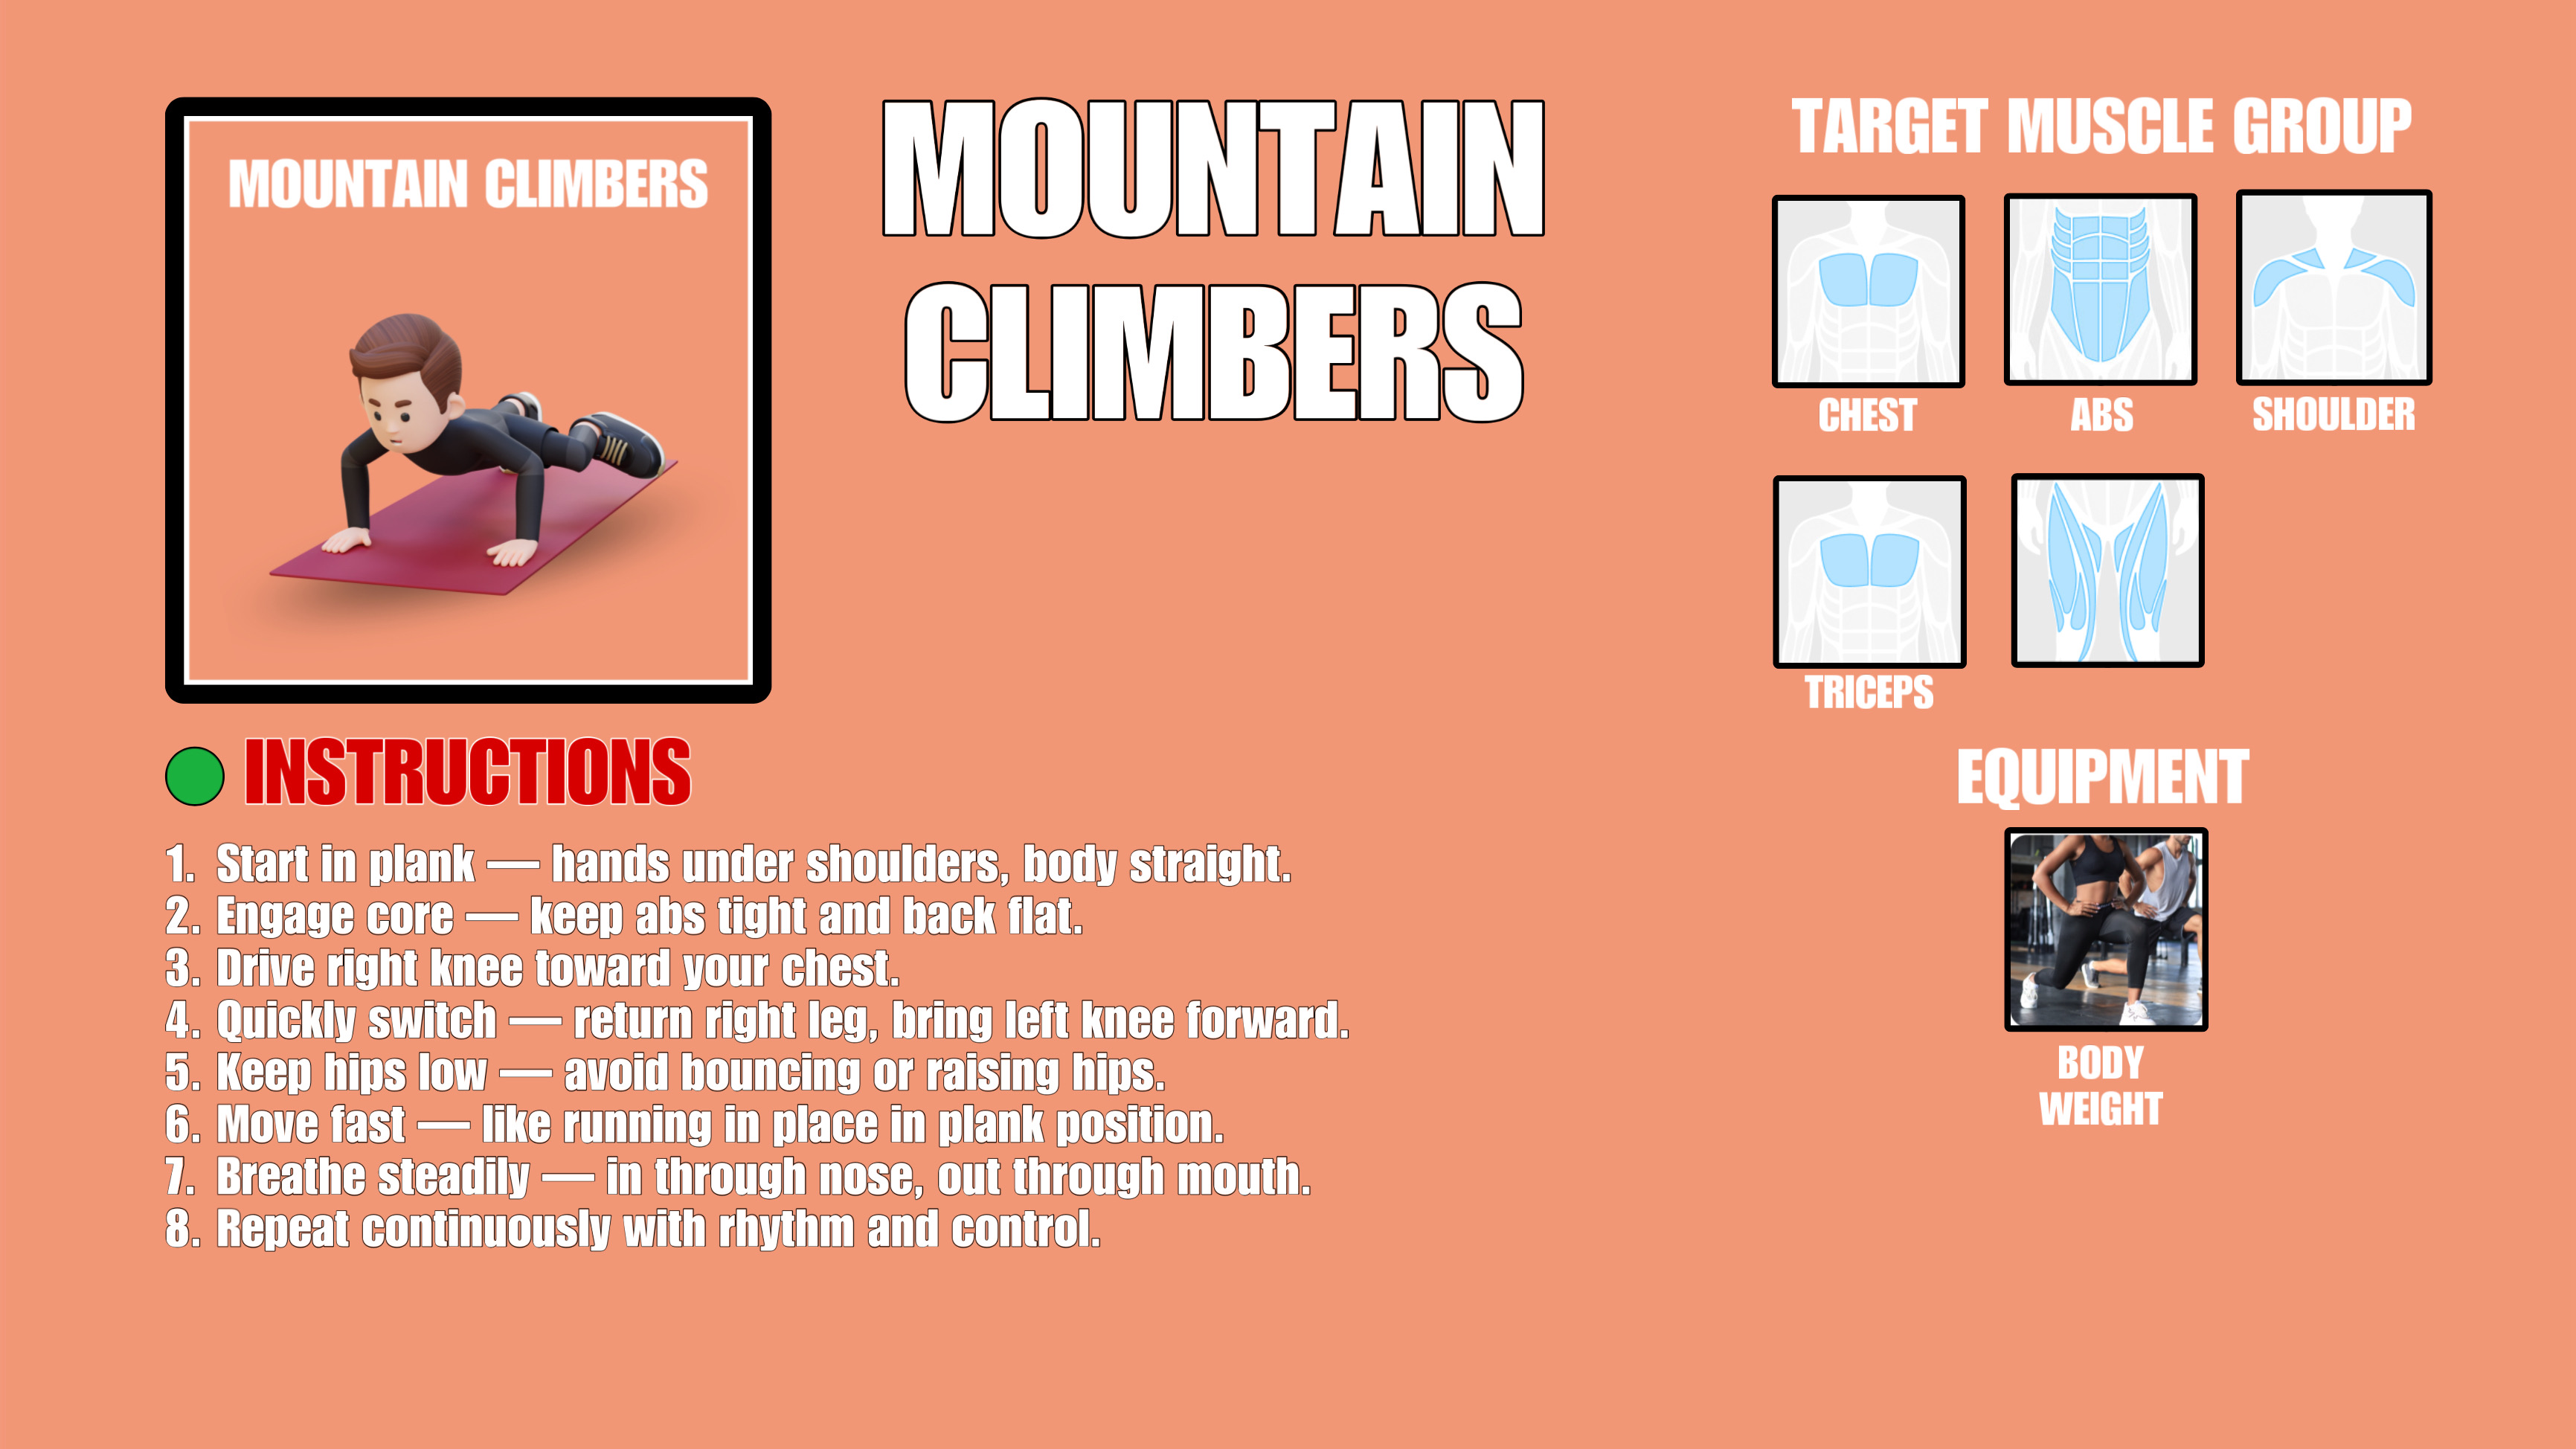 MOUNTAIN CLIMBERS
MOUNTAIN
CLIMBERS
TARGET MUSCLE GROUP
CHEST
ABS
SHOULDER
TRICEPS
INSTRUCTIONS
1. Start in plank — hands under shoulders, body straight.
2. Engage core — keep abs tight and back flat.
3. Drive right knee toward your chest.
4. Quickly switch — return right leg, bring left knee forward.
5. Keep hips low — avoid bouncing or raising hips.
6. Move fast — like running in place in plank position.
7. Breathe steadily — in through nose, out through mouth.
8. Repeat continuously with rhythm and control.
EQUIPMENT
BODY
WEIGHT